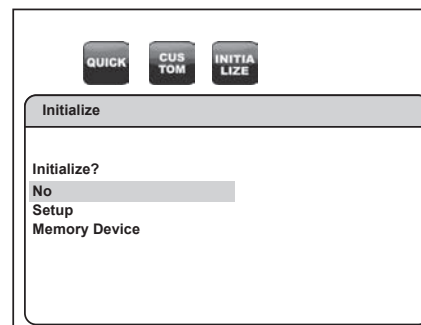 QUICK
CUS
TOM
INITIA
LIZE
Initialize
Initialize?
No
Setup
Memory Device